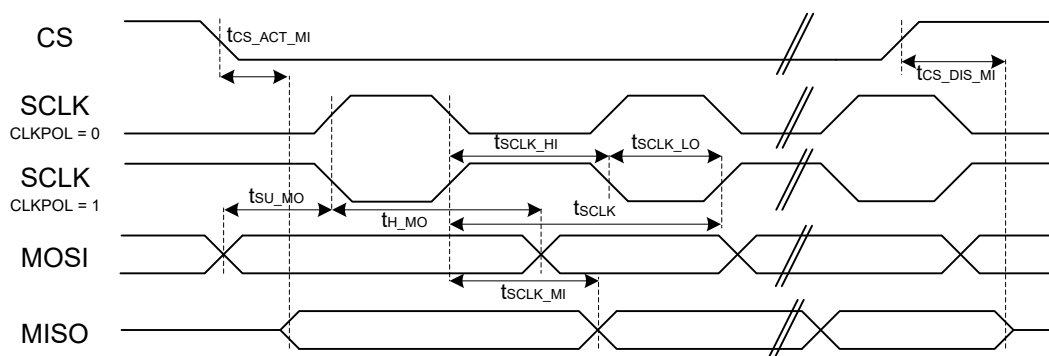 CS
tCS_ACT_MI
tCS_DIS_MI
SCLK
CLKPOL = 0
tSCLK_HI
tSCLK_LO
SCLK
CLKPOL = 1
tSU_MO
tH_MO
tSCLK
MOSI
tSCLK_MI
MISO